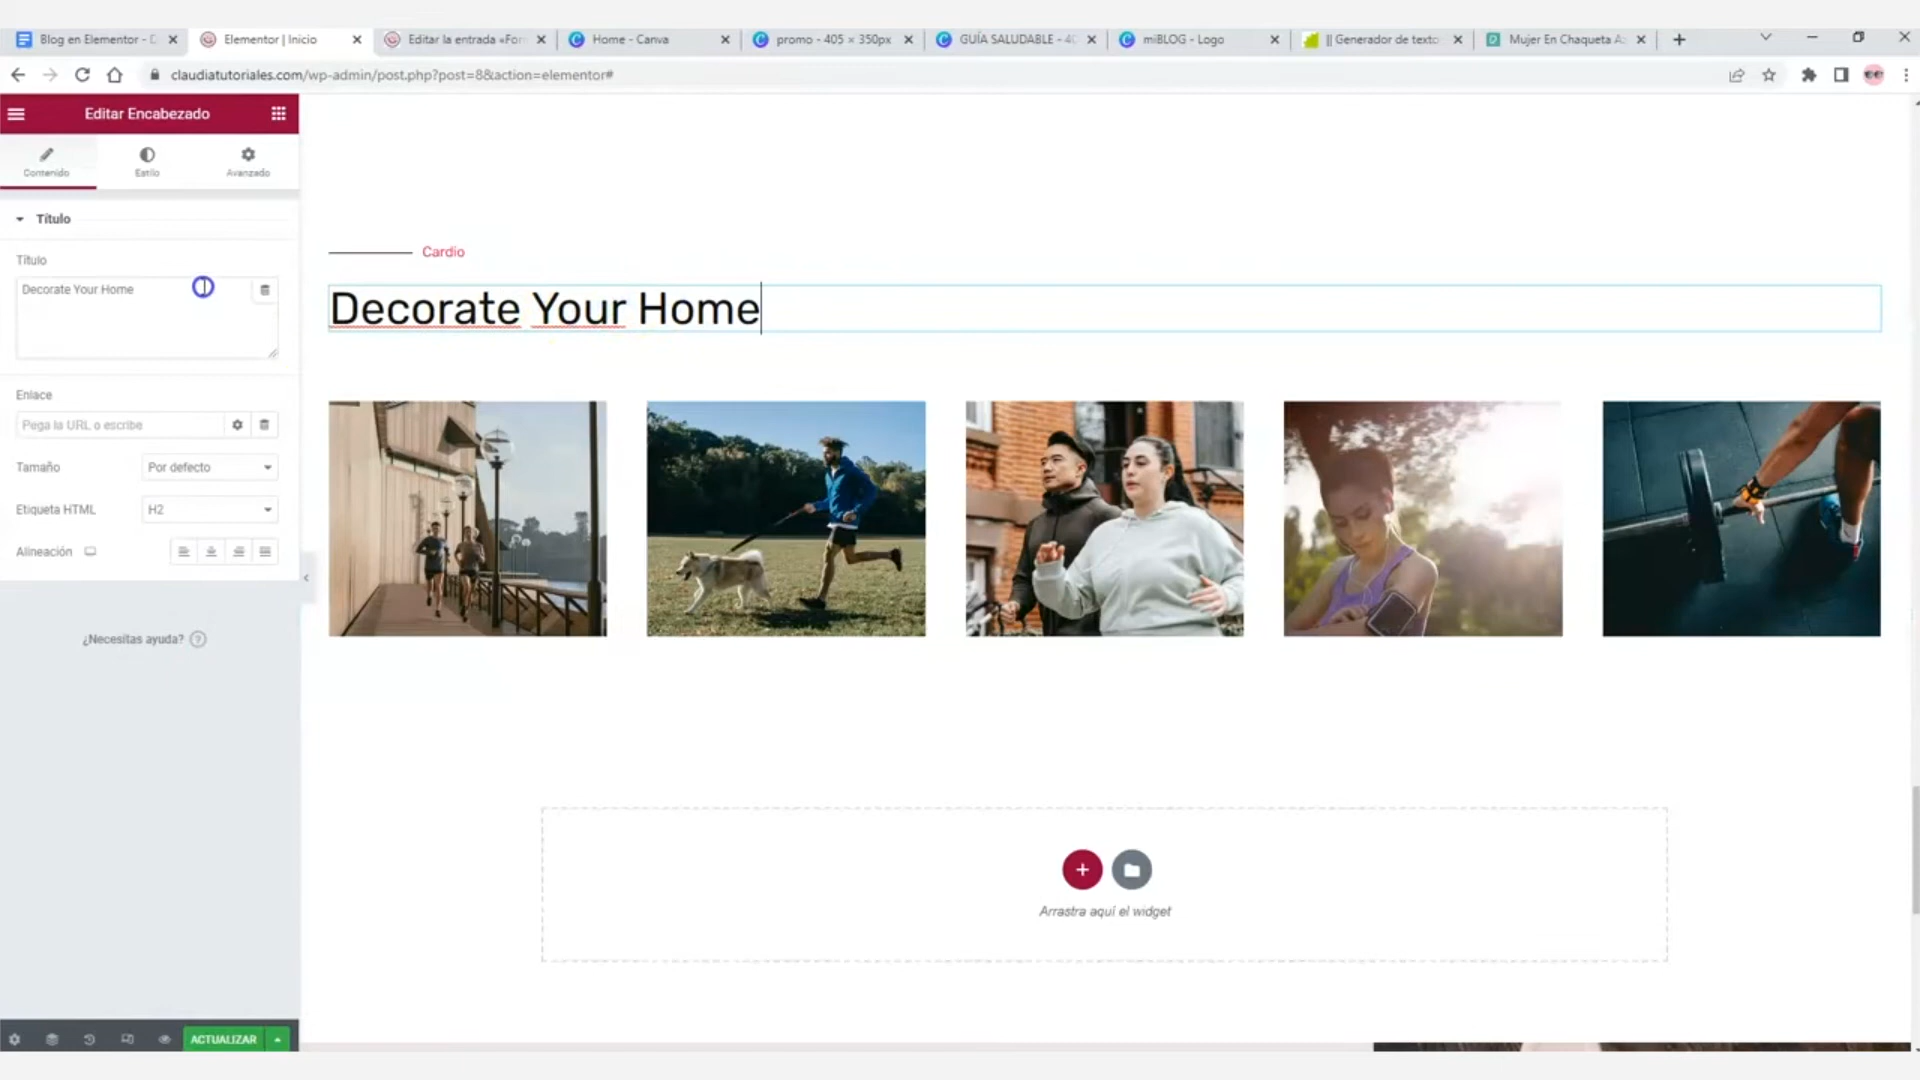 Blog en Elementor - D
Elementor | Inicio
Editar la entrada «For
Home - Canva
promo - 405 × 350px
GUÍA SALUDABLE - 40
miBLOG - Logo
|| Generador de texto
Mujer En Chaqueta A
claudiatutoriales.com/wp-admin/post.php?post=8&action=elementor#
Editar Encabezado
Contenido
Estilo
Avanzado
Título
Título
Decorate Your Home
Enlace
Pega la URL o escribe
Tamaño
Por defecto
Etiqueta HTML
H2
Alineación
¿Necesitas ayuda? ?
ACTUALIZAR
Cardio
Decorate Your Home
Arrastra aquí el widget